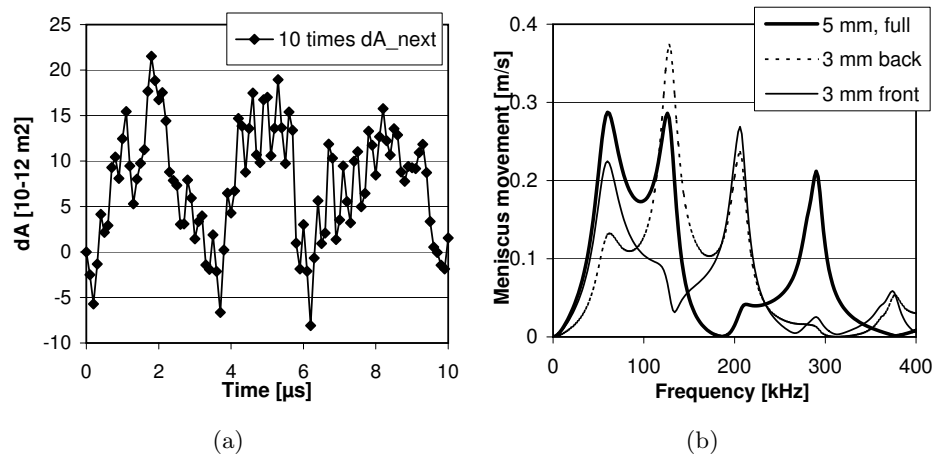 10 times dA_next
dA [10-12 m2]
25
20
15
10
5
0
-5
-10
0 2 4 6 8 10
Time [µs]
(a)
5 mm, full
3 mm back
3 mm front
Meniscus movement [m/s]
0.4
0.3
0.2
0.1
0
0 100 200 300 400
Frequency [kHz]
(b)